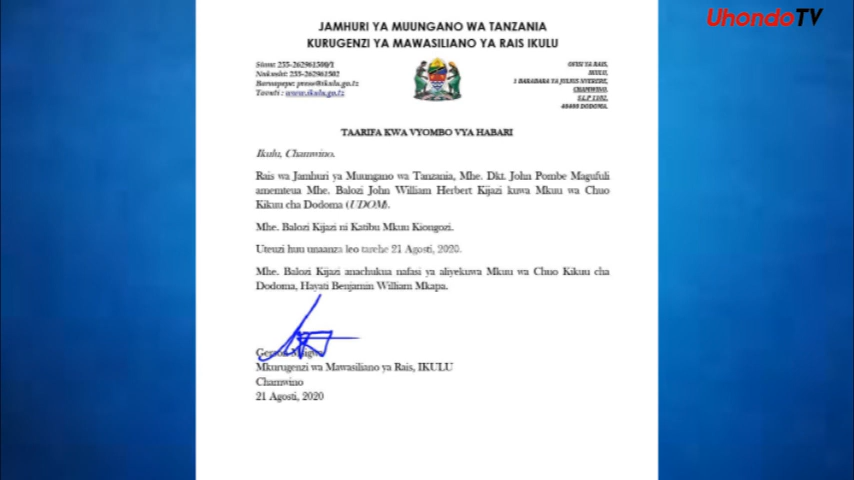 UhondoTV
JAMHURI YA MUUNGANO WA TANZANIA
KURUGENZI YA MAWASILIANO YA RAIS IKULU
Simu: 255-262961500/1
Nukushi: 255-262961502
Baruapepe: press@ikulu.go.tz
Tovuti : www.ikulu.go.tz
OFISI YA RAIS,
IKULU,
1 BARABARA YA JULIUS NYERERE,
CHAMWINO,
S.L.P 1102,
40400 DODOMA.
TAARIFA KWA VYOMBO VYA HABARI
Ikulu, Chamwino.
Rais wa Jamhuri ya Muungano wa Tanzania, Mhe. Dkt. John Pombe Magufuli
amemteua Mhe. Balozi John William Herbert Kijazi kuwa Mkuu wa Chuo
Kikuu cha Dodoma (UDOM).
Mhe. Balozi Kijazi ni Katibu Mkuu Kiongozi.
Uteuzi huu unaanza leo tarehe 21 Agosti, 2020.
Mhe. Balozi Kijazi anachukua nafasi ya aliyekuwa Mkuu wa Chuo Kikuu cha
Dodoma, Hayati Benjamin William Mkapa.
Mkurugenzi wa Mawasiliano ya Rais, IKULU
Chamwino
21 Agosti, 2020